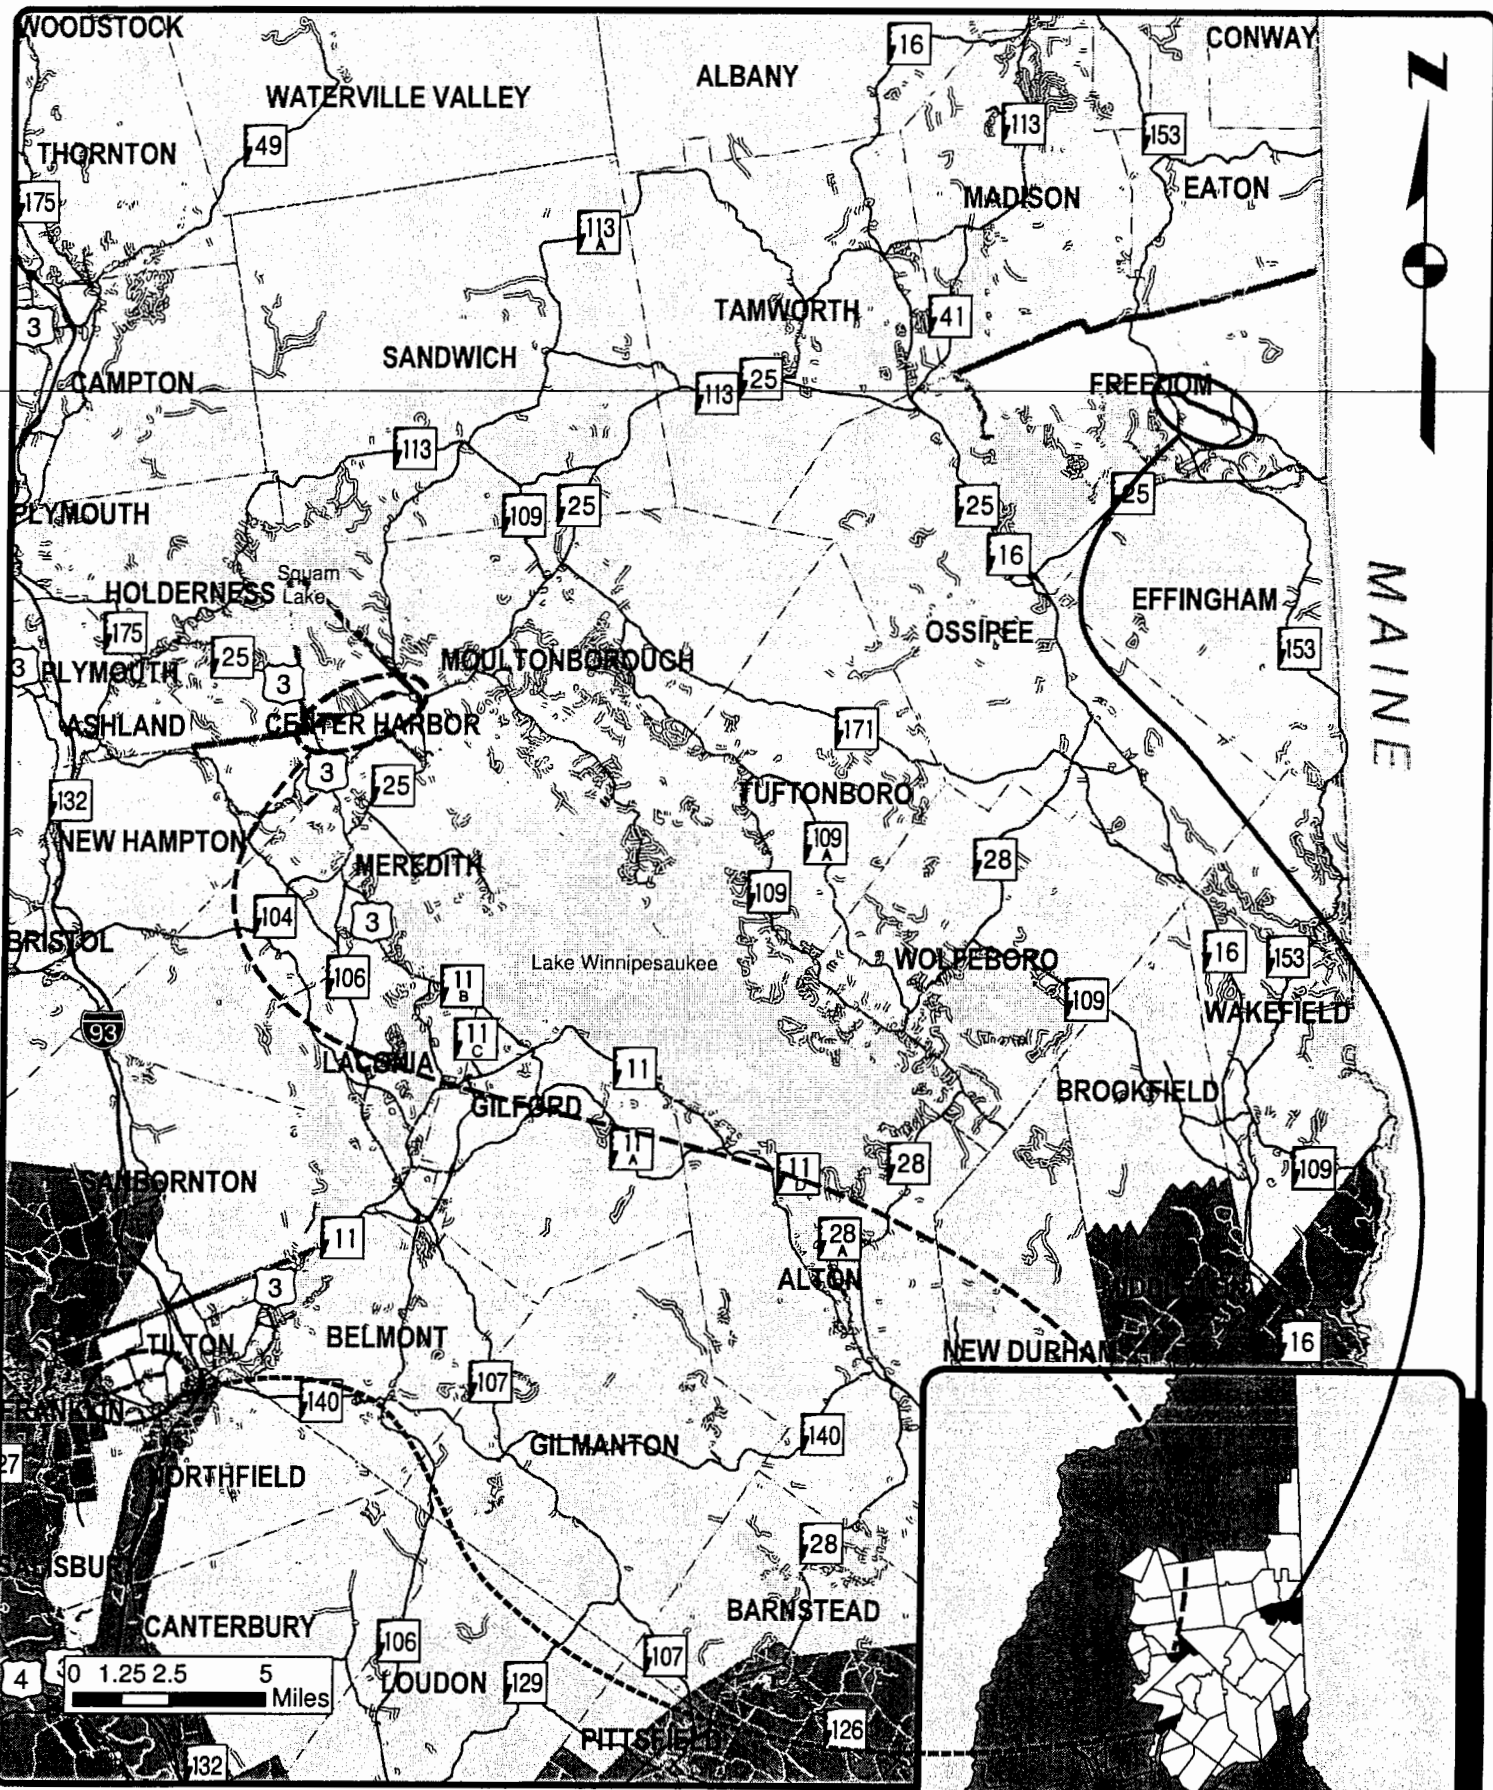 WOODSTOCK
CONWAY
16
ALBANY
WATERVILLE VALLEY
113
153
49
THORNTON
175
MADISON
EATON
113
A
3
TAMWORTH
41
SANDWICH
CAMPTON
113
25
FREEDOM
113
25
109
25
25
PLYMOUTH
16
Squam
Lake
HOLDERNESS
EFFINGHAM
MAINE
175
OSSIPEE
25
153
3
PLYMOUTH
3
MOULTONBOROUGH
ASHLAND
CENTER HARBOR
171
3
25
132
TUFTONBORO
NEW HAMPTON
109
A
MEREDITH
28
109
104
3
BRISTOL
Lake Winnipesaukee
WOLFEBORO
16
153
106
11
B
109
WAKEFIELD
93
11
C
LACONIA
11
BROOKFIELD
GILFORD
11
A
28
109
11
D
SANBORNTON
11
28
A
ALTON
3
MIDDLETON
TILTON
BELMONT
NEW DURHAM
16
107
140
FRANKLIN
140
GILMANTON
27
NORTHFIELD
28
SALISBURY
BARNSTEAD
CANTERBURY
106
107
4
3
0 1.25 2.5 5
Miles
LOUDON
129
PITTSFIELD
126
132